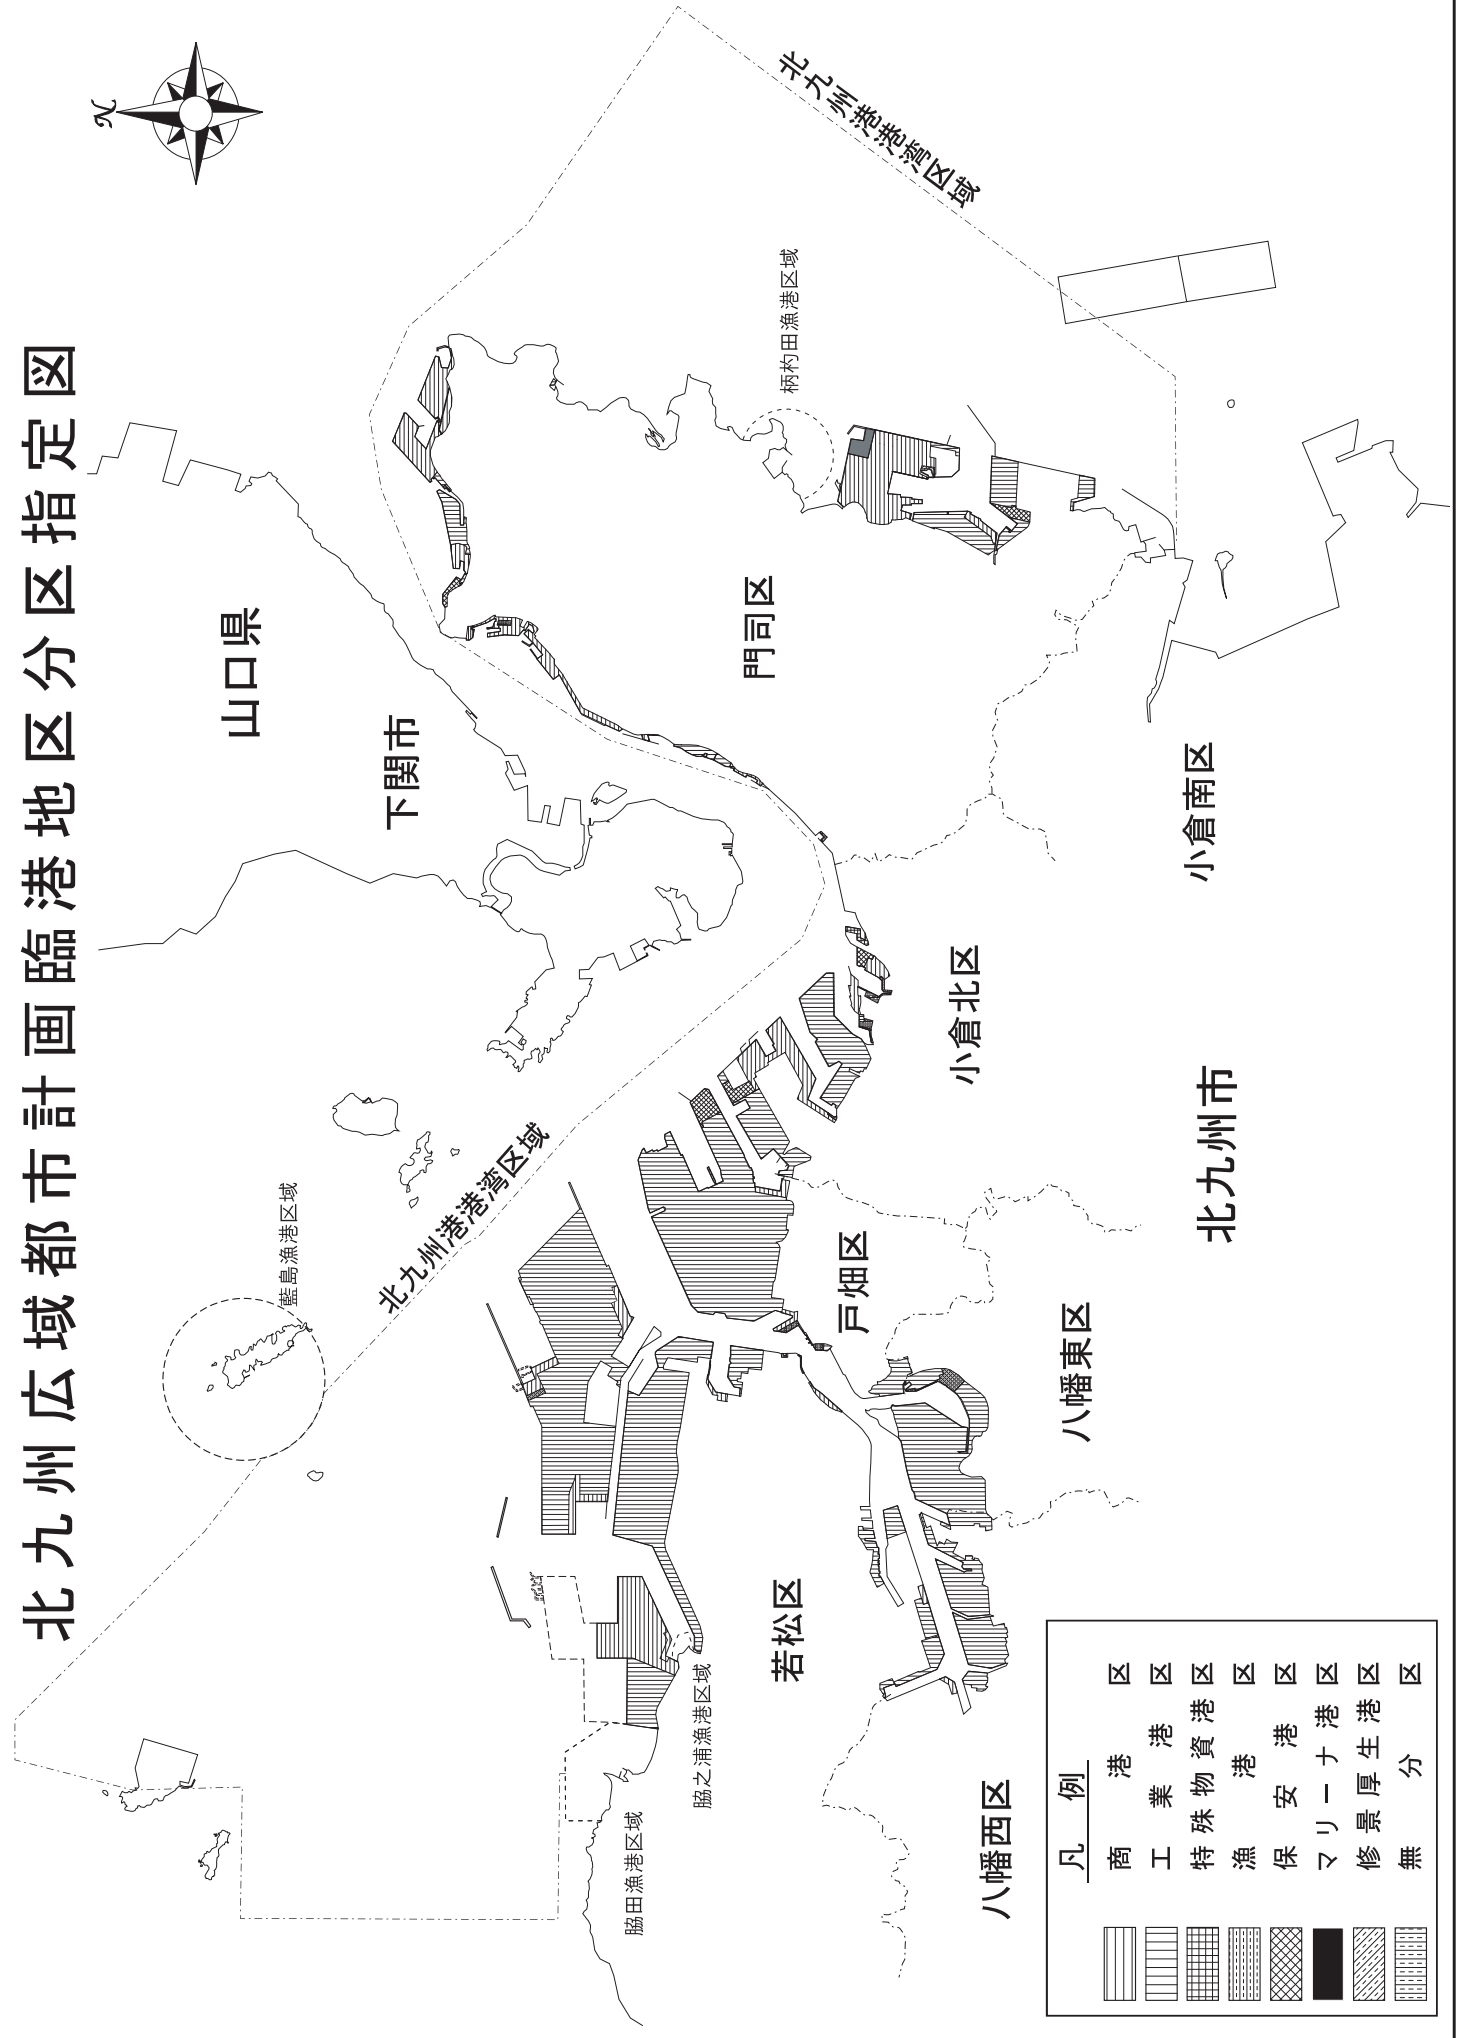 北九州広域都市計画臨港地区分区指定図
N
山口県
下関市
北九州港港湾区域
柄杓田漁港区域
門司区
小倉南区
小倉北区
北九州市
藍島漁港区域
北九州港港湾区域
戸畑区
八幡東区
若松区
脇之浦漁港区域
脇田漁港区域
八幡西区
凡例
商港区
工業港区
特殊物資港区
漁港区
保安港区
マリーナ港区
修景厚生港区
無分区